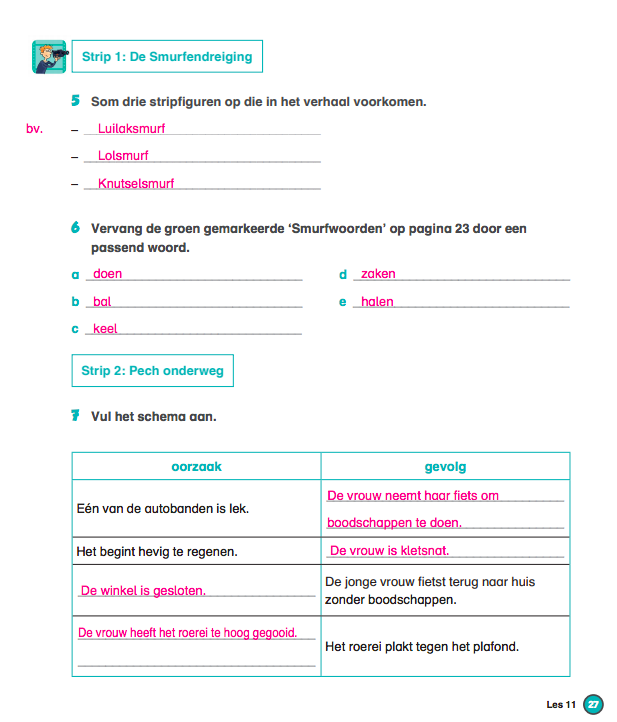 Strip 1: De Smurfendreiging
5 Som drie stripfiguren op die in het verhaal voorkomen.
bv. – Luilaksmurf
– Lolsmurf
– Knutselsmurf
6 Vervang de groen gemarkeerde ‘Smurfwoorden’ op pagina 23 door een
passend woord.
a doen
d zaken
b bal
e halen
c keel
Strip 2: Pech onderweg
7 Vul het schema aan.
oorzaak
gevolg
Eén van de autobanden is lek.
De vrouw neemt haar fiets om
boodschappen te doen.
Het begint hevig te regenen.
De vrouw is kletsnat.
De winkel is gesloten.
De jonge vrouw fietst terug naar huis
zonder boodschappen.
De vrouw heeft het roerei te hoog gegooid.
Het roerei plakt tegen het plafond.
Les 11 27